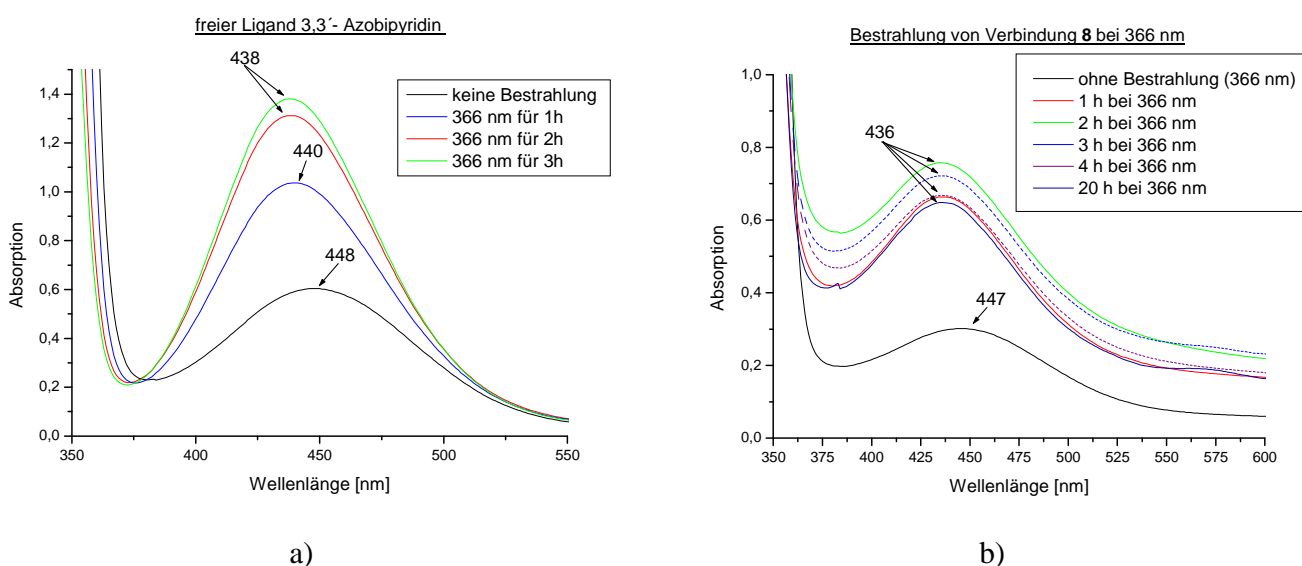 freier Ligand 3,3´- Azobipyridin
438
440
448
keine Bestrahlung
366 nm für 1h
366 nm für 2h
366 nm für 3h
1,4
1,2
1,0
0,8
0,6
0,4
0,2
0,0
Absorption
350 400 450 500 550
Wellenlänge [nm]
a)
Bestrahlung von Verbindung 8 bei 366 nm
ohne Bestrahlung (366 nm)
1 h bei 366 nm
2 h bei 366 nm
3 h bei 366 nm
4 h bei 366 nm
20 h bei 366 nm
436
447
1,0
0,8
0,6
0,4
0,2
0,0
Absorption
350 375 400 425 450 475 500 525 550 575 600
Wellenlänge [nm]
b)